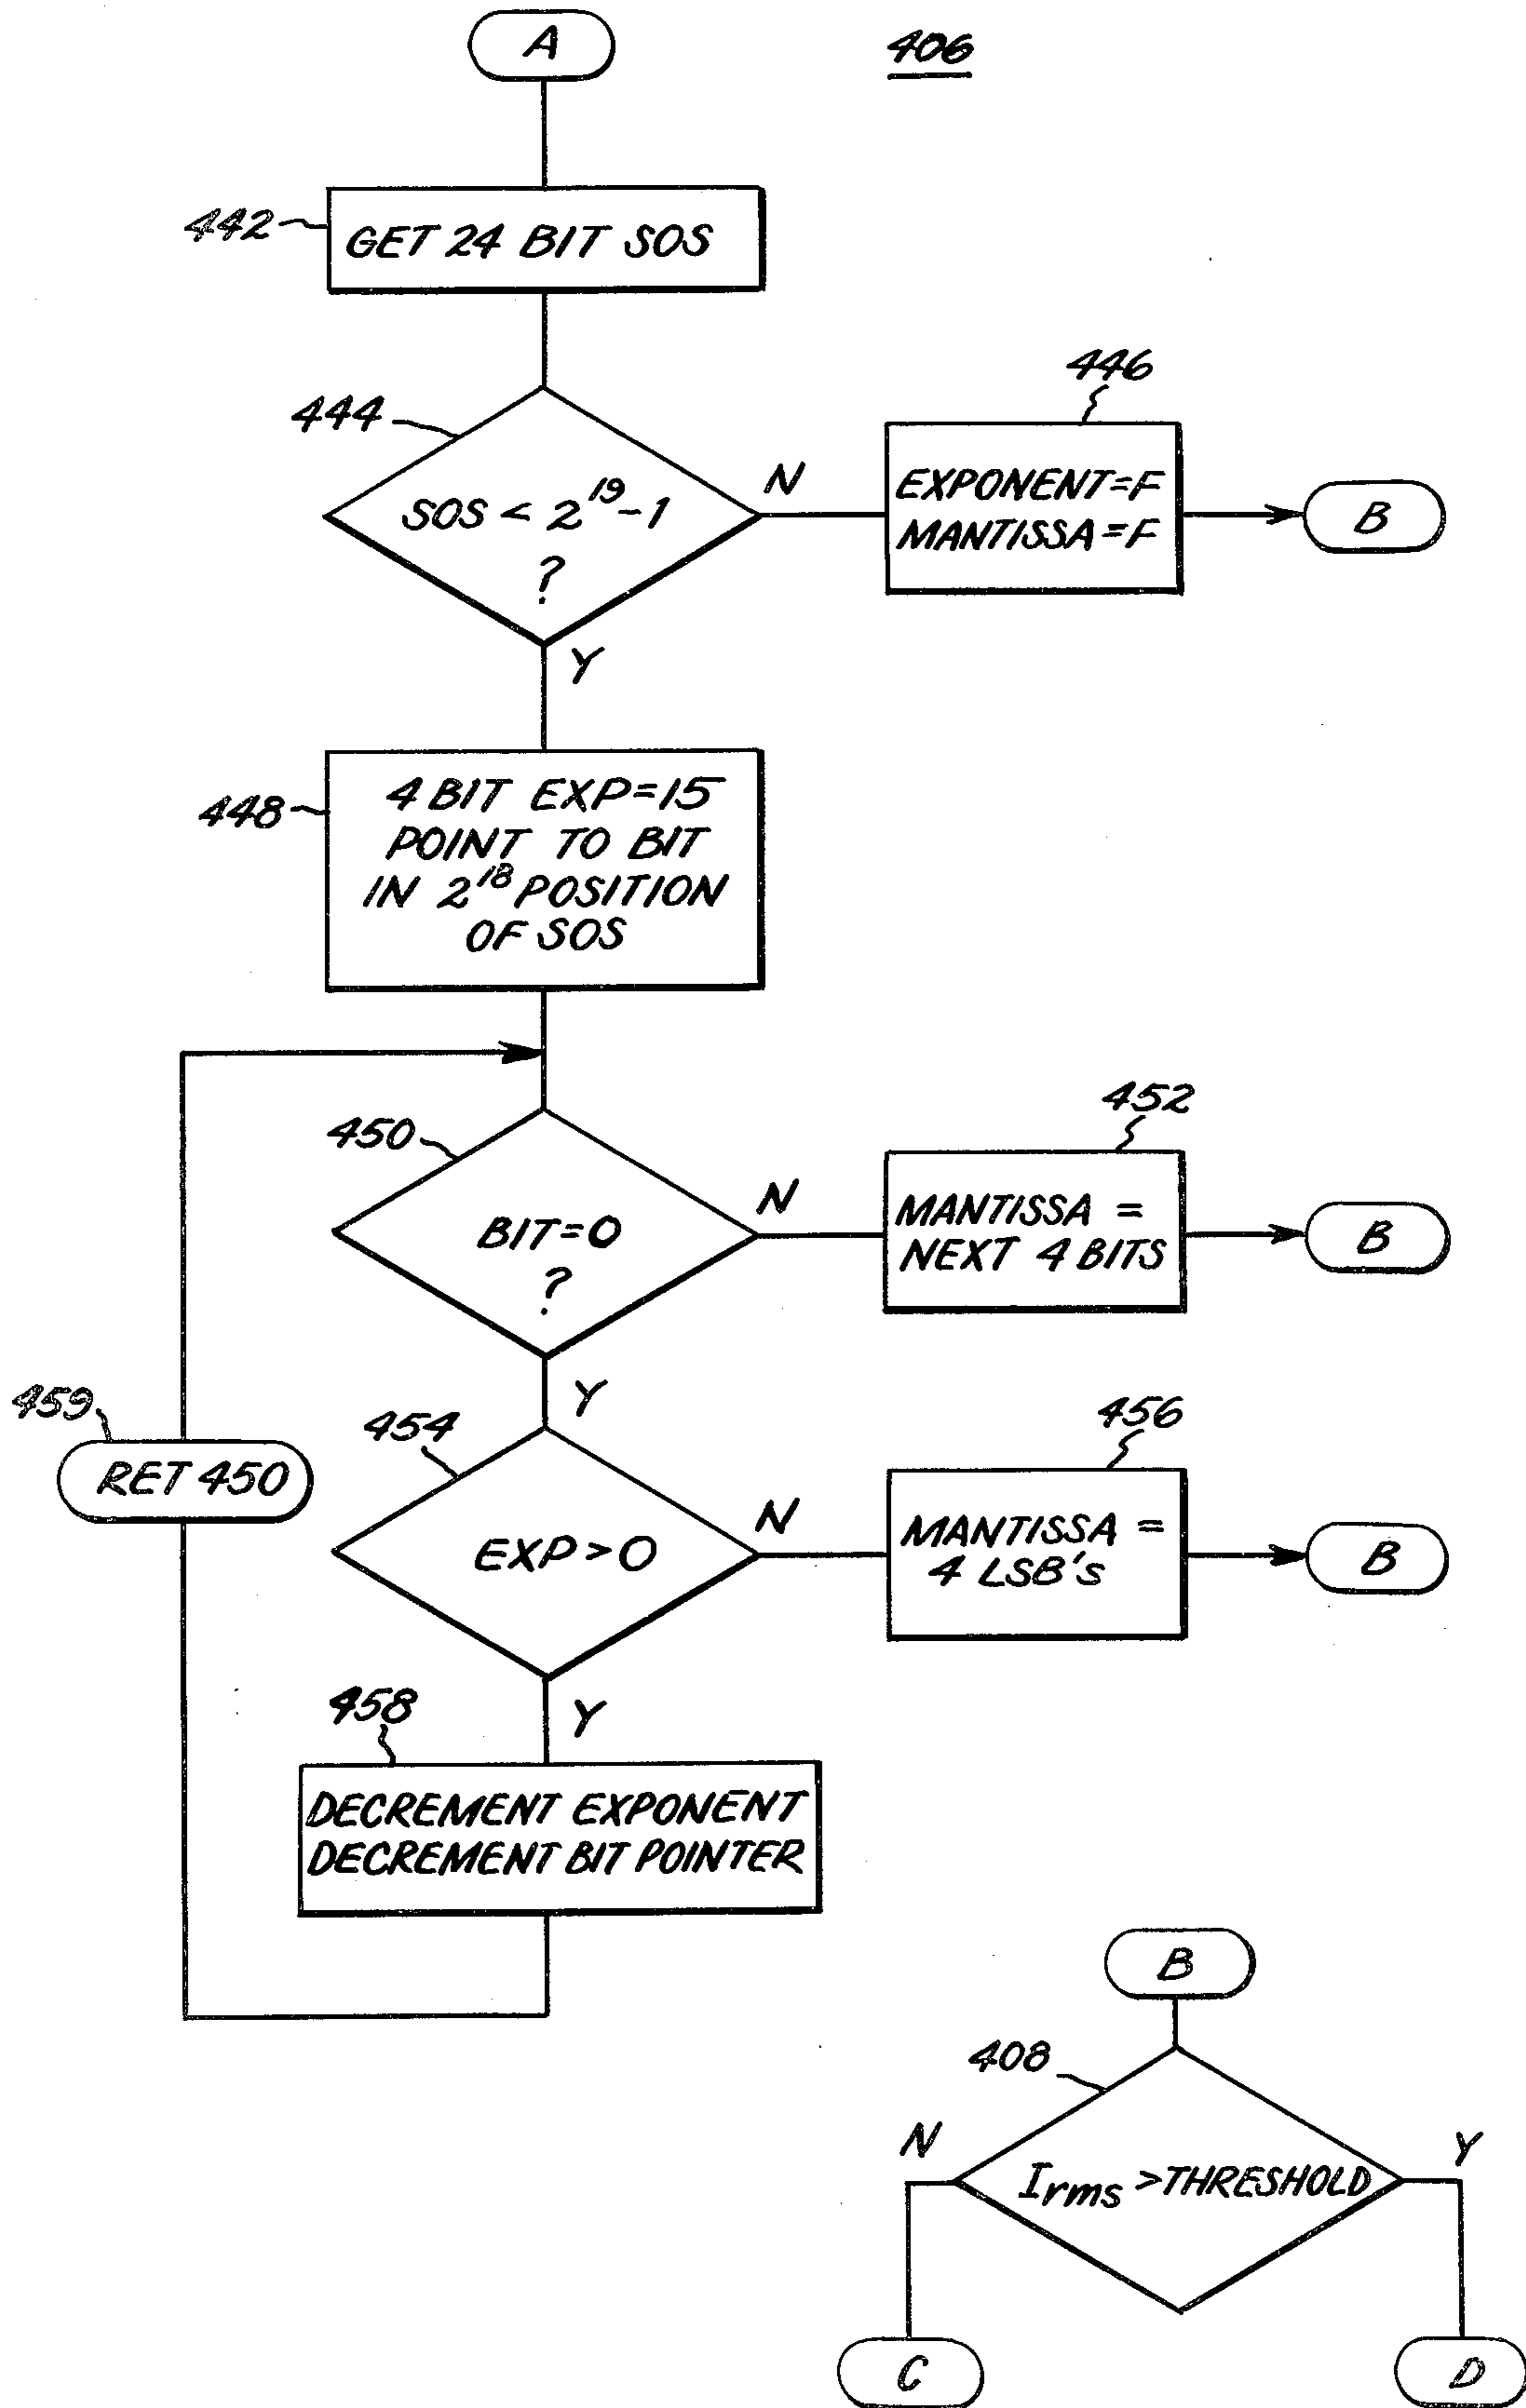 A
406
442
GET 24 BIT SOS
444
SOS < 2^19 - 1
?
N
446
EXPONENT=F
MANTISSA=F
B
Y
448
4 BIT EXP=15
POINT TO BIT
IN 2^18 POSITION
OF SOS
450
BIT=0
?
N
452
MANTISSA =
NEXT 4 BITS
B
Y
459
RET 450
454
EXP>0
N
456
MANTISSA =
4 LSB's
B
Y
458
DECREMENT EXPONENT
DECREMENT BIT POINTER
B
408
Irms >THRESHOLD
N
Y
C
D